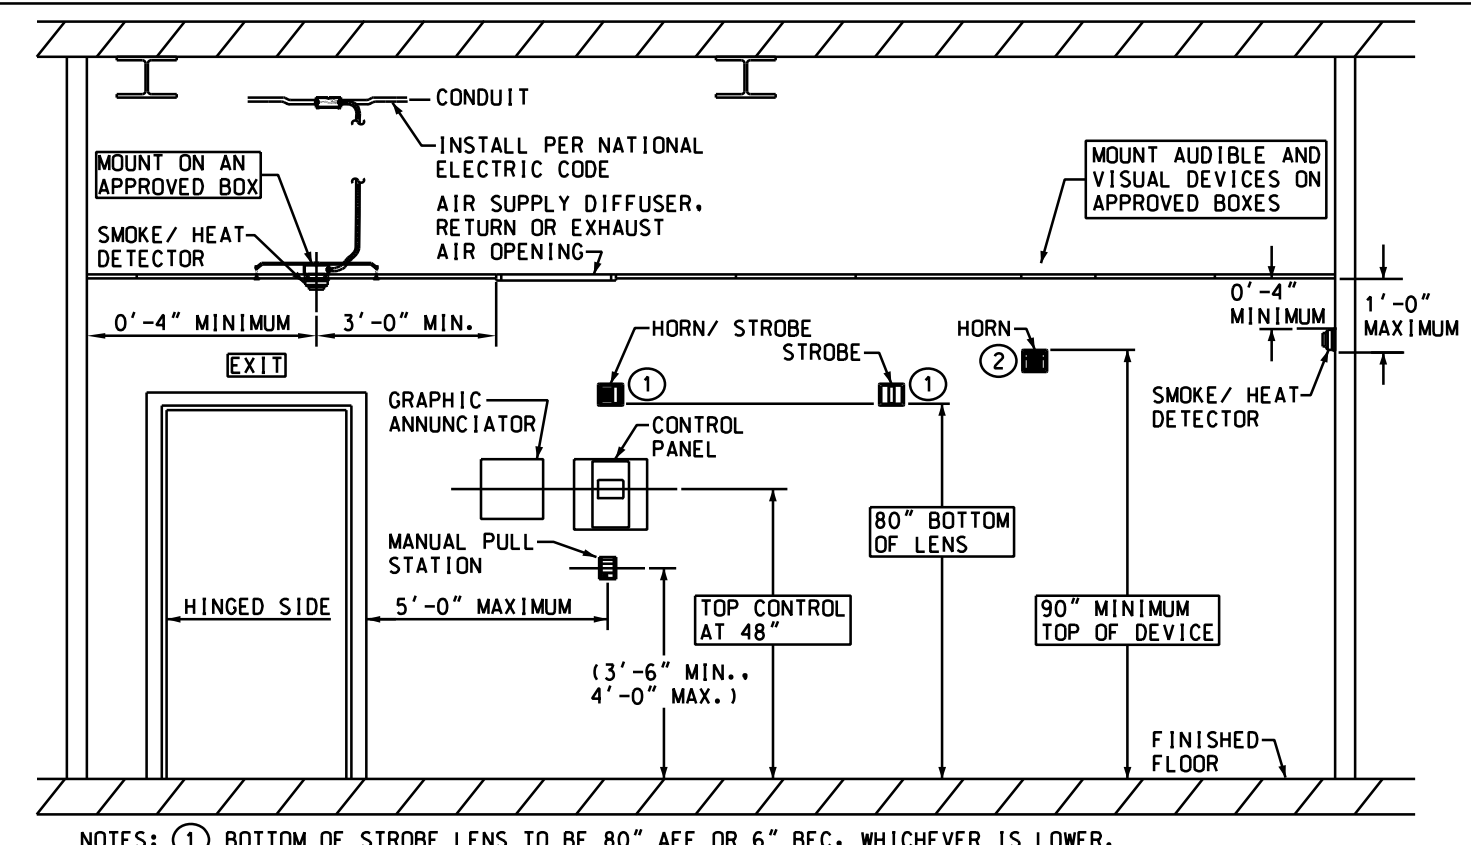 CONDUIT
INSTALL PER NATIONAL
ELECTRIC CODE
MOUNT ON AN
APPROVED BOX
MOUNT AUDIBLE AND
VISUAL DEVICES ON
APPROVED BOXES
AIR SUPPLY DIFFUSER,
RETURN OR EXHAUST
AIR OPENING
SMOKE/ HEAT
DETECTOR
0'-4" MINIMUM
3'-0" MIN.
0'-4"
MINIMUM
1'-0"
MAXIMUM
HORN/ STROBE
STROBE
HORN
EXIT
1
1
2
SMOKE/ HEAT
DETECTOR
GRAPHIC
ANNUNCIATOR
CONTROL
PANEL
80" BOTTOM
OF LENS
MANUAL PULL
STATION
HINGED SIDE
5'-0" MAXIMUM
TOP CONTROL
AT 48"
90" MINIMUM
TOP OF DEVICE
(3'-6" MIN.,
4'-0" MAX.)
FINISHED
FLOOR
NOTES: 1 BOTTOM OF STROBE LENS TO BE 80" AFF OR 6" BFC, WHICHEVER IS LOWER.